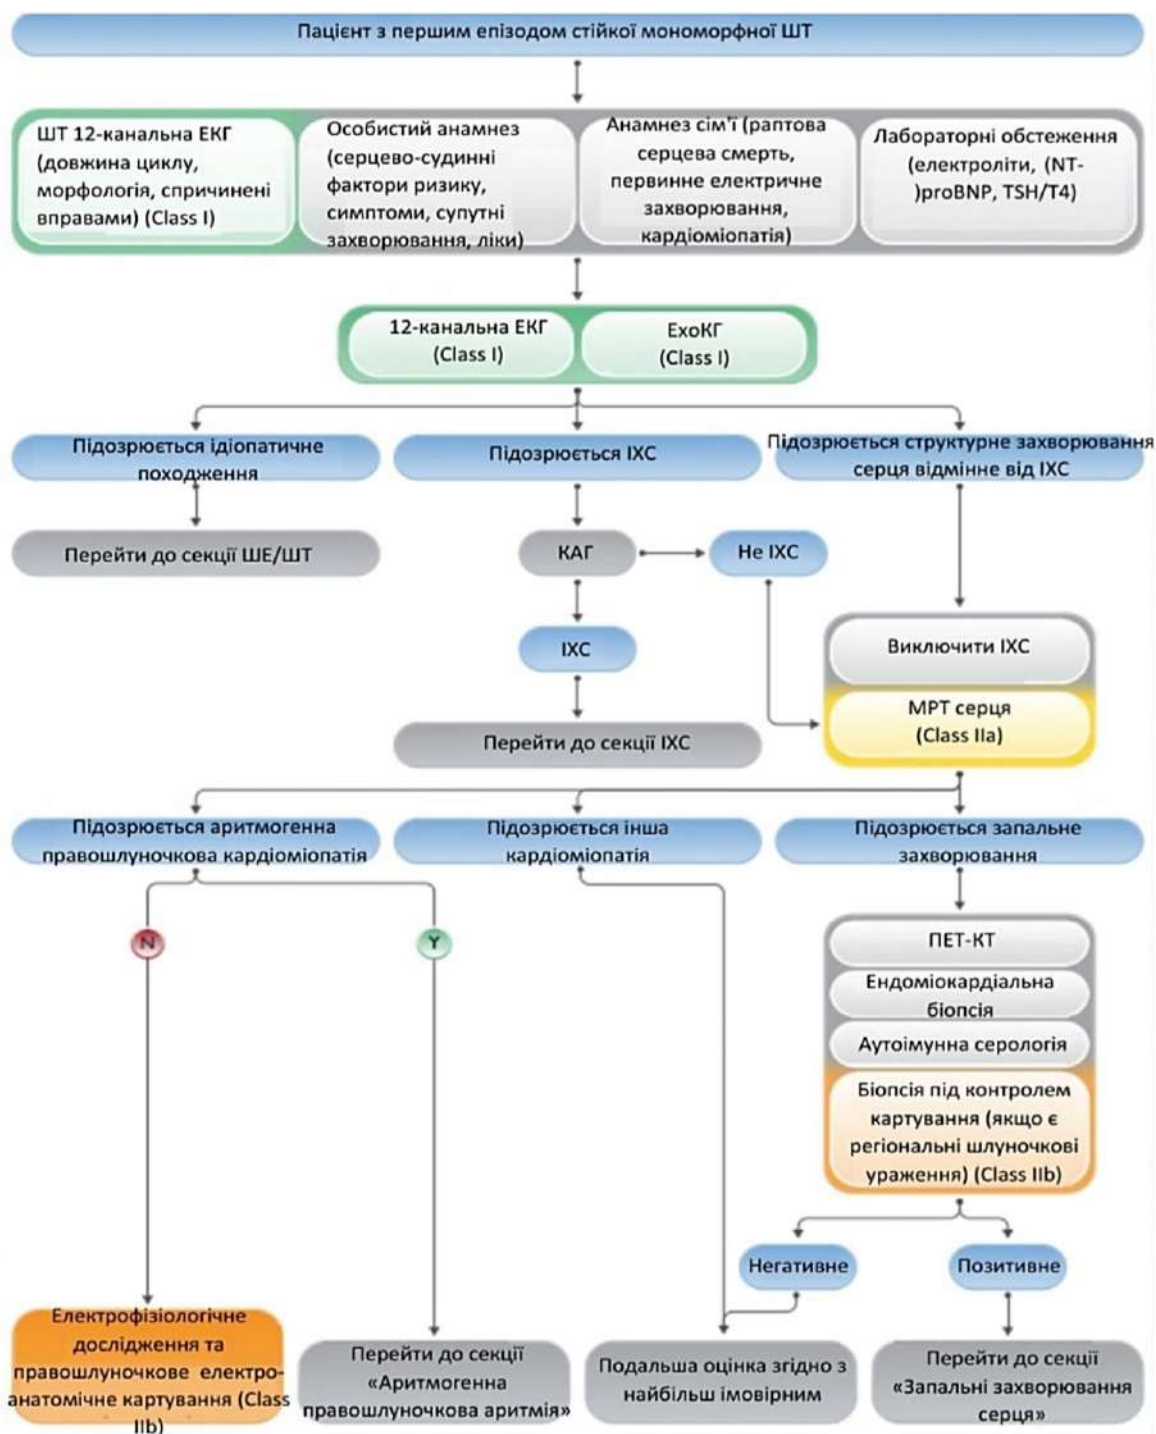 Пацієнт з першим епізодом стійкої мономорфної ШТ
ШТ 12-канальна ЕКГ
(довжина циклу,
морфологія, спричинені
вправами) (Class I)
Особистий анамнез
(серцево-судинні
фактори ризику,
симптоми, супутні
захворювання, ліки)
Анамнез сім'ї (раптова
серцева смерть,
первинне електричне
захворювання,
кардіоміопатія)
Лабораторні обстеження
(електроліти, (NT-
)proBNP, TSH/T4)
12-канальна ЕКГ
(Class I)
ЕхоКГ
(Class I)
Підозрюється ідіопатичне
походження
Підозрюється ІХС
Підозрюється структурне захворювання
серця відмінне від ІХС
Перейти до секції ШЕ/ШТ
КАГ
Не ІХС
ІХС
Виключити ІХС
МРТ серця
(Class IIa)
Перейти до секції ІХС
Підозрюється аритмогенна
правошлуночкова кардіоміопатія
Підозрюється інша
кардіоміопатія
Підозрюється запальне
захворювання
N
Y
ПЕТ-КТ
Ендоміокардіальна
біопсія
Аутоімунна серологія
Біопсія під контролем
картування (якщо є
регіональні шлуночкові
ураження) (Class IIb)
Негативне
Позитивне
Електрофізіологічне
дослідження та
правошлуночкове електро-
анатомічне картування (Class
IIb)
Перейти до секції
«Аритмогенна
правошлуночкова аритмія»
Подальша оцінка згідно з
найбільш імовірним
Перейти до секції
«Запальні захворювання
серця»